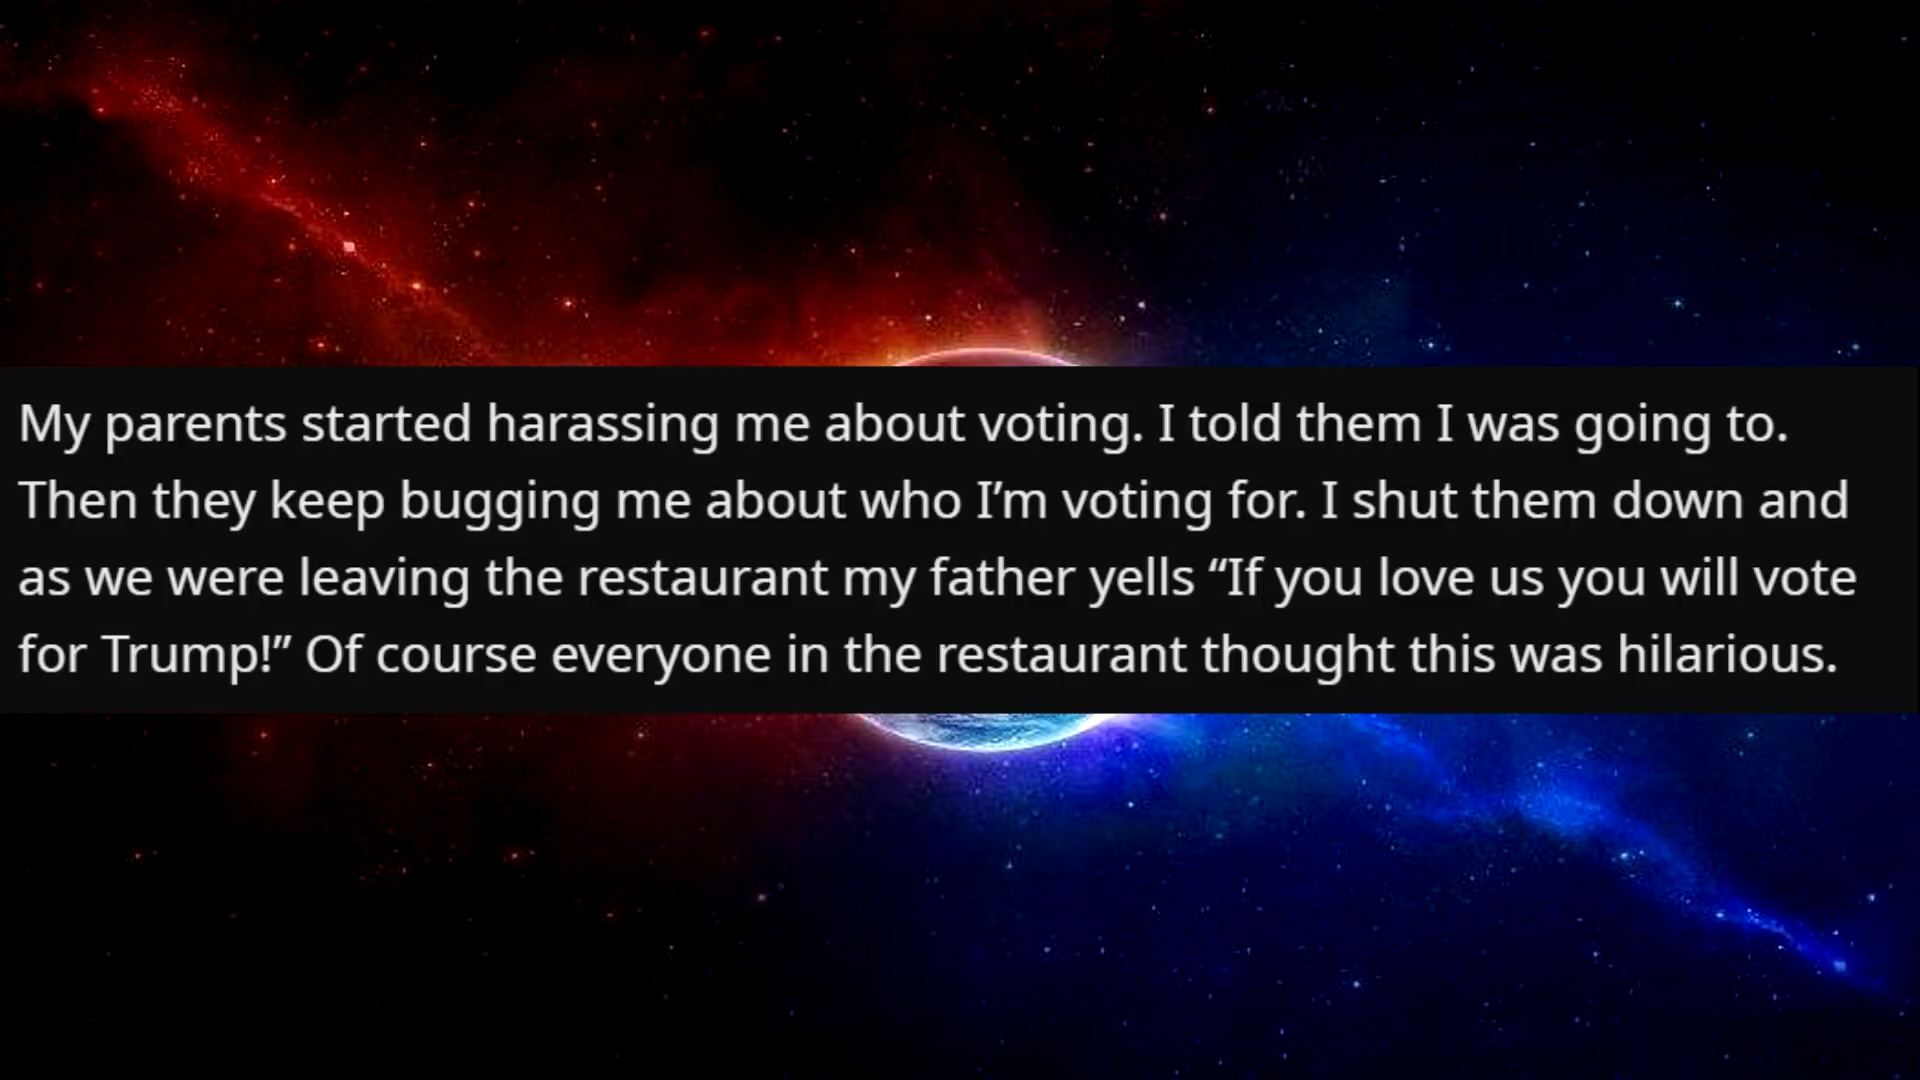 My parents started harassing me about voting. I told them I was going to.
Then they keep bugging me about who I’m voting for. I shut them down and
as we were leaving the restaurant my father yells “If you love us you will vote
for Trump!” Of course everyone in the restaurant thought this was hilarious.